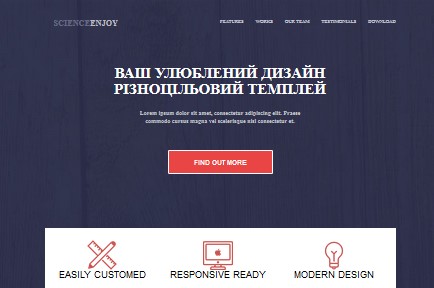 SCIENCEENJOY
FEATURES WORKS OUR TEAM TESTIMONIALS DOWNLOAD
ВАШ УЛЮБЛЕНИЙ ДИЗАЙН
РІЗНОЦІЛЬОВИЙ ТЕМПЛЕЙ
Lorem ipsum dolor sit amet, consectetur adipiscing elit. Praese
commodo cursus magna vel scelerisque nisl consectetur et.
FIND OUT MORE
EASILY CUSTOMED RESPONSIVE READY MODERN DESIGN